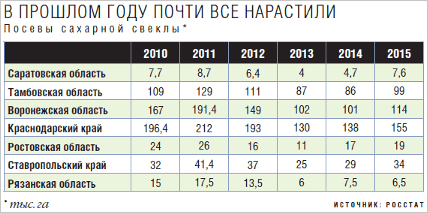 В ПРОШЛОМ ГОДУ ПОЧТИ ВСЕ НАРАСТИЛИ
Посевы сахарной свеклы*
2010 2011 2012 2013 2014 2015
Саратовская область 7,7 8,7 6,4 4 4,7 7,6
Тамбовская область 109 129 111 87 86 99
Воронежская область 167 191,4 149 102 101 114
Краснодарский край 196,4 212 193 130 138 155
Ростовская область 24 26 16 11 17 19
Ставропольский край 32 41,4 37 25 29 34
Рязанская область 15 17,5 13,5 6 7,5 6,5
* тыс.га ИСТОЧНИК: РОССТАТ